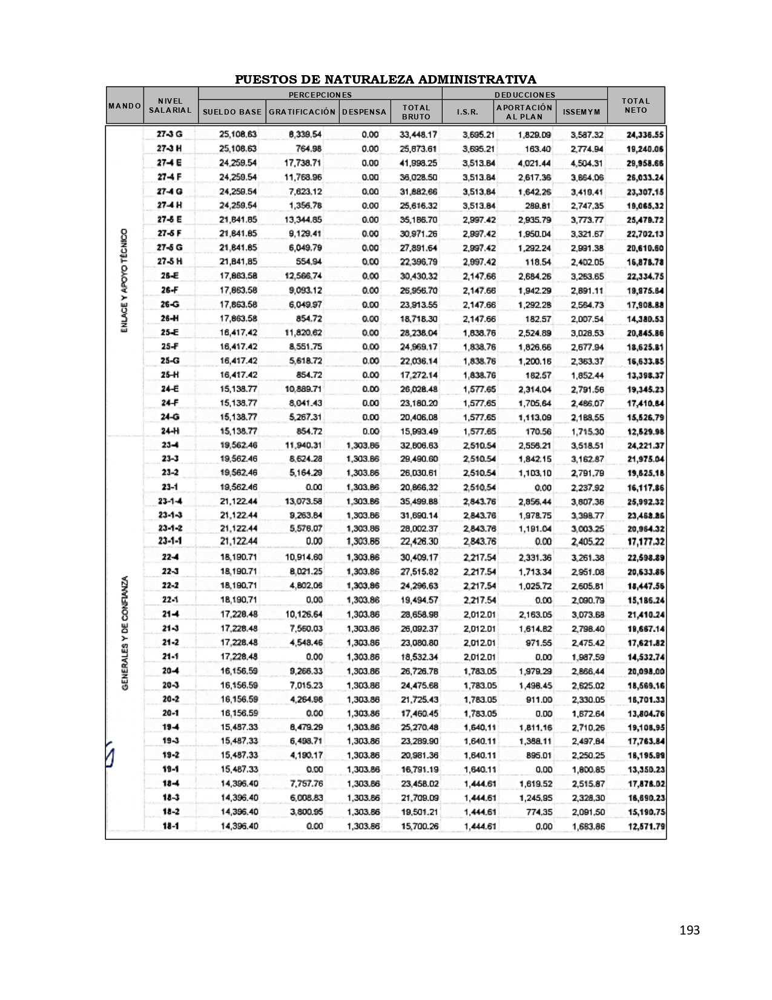 PUESTOS DE NATURALEZA ADMINISTRATIVA
MANDO NIVEL SALARIAL PERCEPCIONES DEDUCCIONES TOTAL NETO
SUELDO BASE GRATIFICACIÓN DESPENSA TOTAL BRUTO I.S.R. APORTACIÓN AL PLAN ISSEMYM
ENLACE Y APOYO TÉCNICO
27-3 G 25,108.63 8,339.54 0.00 33,448.17 3,695.21 1,829.09 3,587.32 24,336.55
27-3 H 25,108.63 764.98 0.00 25,873.61 3,695.21 163.40 2,774.94 19,240.06
27-4 E 24,259.54 17,738.71 0.00 41,998.25 3,513.84 4,021.44 4,504.31 29,958.66
27-4 F 24,259.54 11,768.96 0.00 36,028.50 3,513.84 2,617.36 3,864.06 26,033.24
27-4 G 24,259.54 7,623.12 0.00 31,882.66 3,513.84 1,642.26 3,419.41 23,307.15
27-4 H 24,259.54 1,356.78 0.00 25,616.32 3,513.84 289.81 2,747.35 19,065.32
27-5 E 21,841.85 13,344.85 0.00 35,186.70 2,997.42 2,935.79 3,773.77 25,479.72
27-5 F 21,841.85 9,129.41 0.00 30,971.26 2,997.42 1,950.04 3,321.67 22,702.13
27-5 G 21,841.85 6,049.79 0.00 27,891.64 2,997.42 1,292.24 2,991.38 20,610.60
27-5 H 21,841.85 554.94 0.00 22,396.79 2,997.42 118.54 2,402.05 16,878.78
26-E 17,863.58 12,566.74 0.00 30,430.32 2,147.66 2,684.26 3,263.65 22,334.75
26-F 17,863.58 9,093.12 0.00 26,956.70 2,147.66 1,942.29 2,891.11 19,975.64
26-G 17,863.58 6,049.97 0.00 23,913.55 2,147.66 1,292.28 2,564.73 17,908.88
26-H 17,863.58 854.72 0.00 18,718.30 2,147.66 182.57 2,007.54 14,380.53
25-E 16,417.42 11,820.62 0.00 28,238.04 1,838.76 2,524.89 3,028.53 20,845.86
25-F 16,417.42 8,551.75 0.00 24,969.17 1,838.76 1,826.66 2,677.94 18,625.81
25-G 16,417.42 5,618.72 0.00 22,036.14 1,838.76 1,200.16 2,363.37 16,633.85
25-H 16,417.42 854.72 0.00 17,272.14 1,838.76 182.57 1,852.44 13,398.37
24-E 15,138.77 10,889.71 0.00 26,028.48 1,577.65 2,314.04 2,791.56 19,345.23
24-F 15,138.77 8,041.43 0.00 23,180.20 1,577.65 1,705.64 2,486.07 17,410.84
24-G 15,138.77 5,267.31 0.00 20,406.08 1,577.65 1,113.09 2,188.55 15,526.79
24-H 15,138.77 854.72 0.00 15,993.49 1,577.65 170.56 1,715.30 12,529.98
GENERALES Y DE CONFIANZA
23-4 19,562.46 11,940.31 1,303.86 32,806.63 2,510.54 2,556.21 3,518.51 24,221.37
23-3 19,562.46 8,624.28 1,303.86 29,490.60 2,510.54 1,842.15 3,162.87 21,975.04
23-2 19,562.46 5,164.29 1,303.86 26,030.61 2,510.54 1,103.10 2,791.79 19,625.18
23-1 19,562.46 0.00 1,303.86 20,866.32 2,510.54 0.00 2,237.92 16,117.86
23-1-4 21,122.44 13,073.58 1,303.86 35,499.88 2,843.76 2,856.44 3,807.36 25,992.32
23-1-3 21,122.44 9,263.84 1,303.86 31,690.14 2,843.76 1,978.75 3,398.77 23,468.86
23-1-2 21,122.44 5,576.07 1,303.86 28,002.37 2,843.76 1,191.04 3,003.25 20,964.32
23-1-1 21,122.44 0.00 1,303.86 22,426.30 2,843.76 0.00 2,405.22 17,177.32
22-4 18,190.71 10,914.60 1,303.86 30,409.17 2,217.54 2,331.36 3,261.38 22,598.89
22-3 18,190.71 8,021.25 1,303.86 27,515.82 2,217.54 1,713.34 2,951.08 20,633.86
22-2 18,190.71 4,802.06 1,303.86 24,296.63 2,217.54 1,025.72 2,605.81 18,447.56
22-1 18,190.71 0.00 1,303.86 19,494.57 2,217.54 0.00 2,090.79 15,186.24
21-4 17,228.48 10,126.64 1,303.86 28,658.98 2,012.01 2,163.05 3,073.68 21,410.24
21-3 17,228.48 7,560.03 1,303.86 26,092.37 2,012.01 1,614.82 2,798.40 19,667.14
21-2 17,228.48 4,548.46 1,303.86 23,080.80 2,012.01 971.55 2,475.42 17,621.82
21-1 17,228.48 0.00 1,303.86 18,532.34 2,012.01 0.00 1,987.59 14,532.74
20-4 16,156.59 9,266.33 1,303.86 26,726.78 1,783.05 1,979.29 2,866.44 20,098.00
20-3 16,156.59 7,015.23 1,303.86 24,475.68 1,783.05 1,498.45 2,625.02 18,569.16
20-2 16,156.59 4,264.98 1,303.86 21,725.43 1,783.05 911.00 2,330.05 16,701.33
20-1 16,156.59 0.00 1,303.86 17,460.45 1,783.05 0.00 1,872.64 13,804.76
19-4 15,487.33 8,479.29 1,303.86 25,270.48 1,640.11 1,811.16 2,710.26 19,108.95
19-3 15,487.33 6,498.71 1,303.86 23,289.90 1,640.11 1,388.11 2,497.84 17,763.84
19-2 15,487.33 4,190.17 1,303.86 20,981.36 1,640.11 895.01 2,250.25 16,195.99
19-1 15,487.33 0.00 1,303.86 16,791.19 1,640.11 0.00 1,800.85 13,350.23
18-4 14,396.40 7,757.76 1,303.86 23,458.02 1,444.61 1,619.52 2,515.87 17,878.02
18-3 14,396.40 6,008.83 1,303.86 21,709.09 1,444.61 1,245.95 2,328.30 16,690.23
18-2 14,396.40 3,800.95 1,303.86 19,501.21 1,444.61 774.35 2,091.50 15,190.75
18-1 14,396.40 0.00 1,303.86 15,700.26 1,444.61 0.00 1,683.86 12,571.79
193